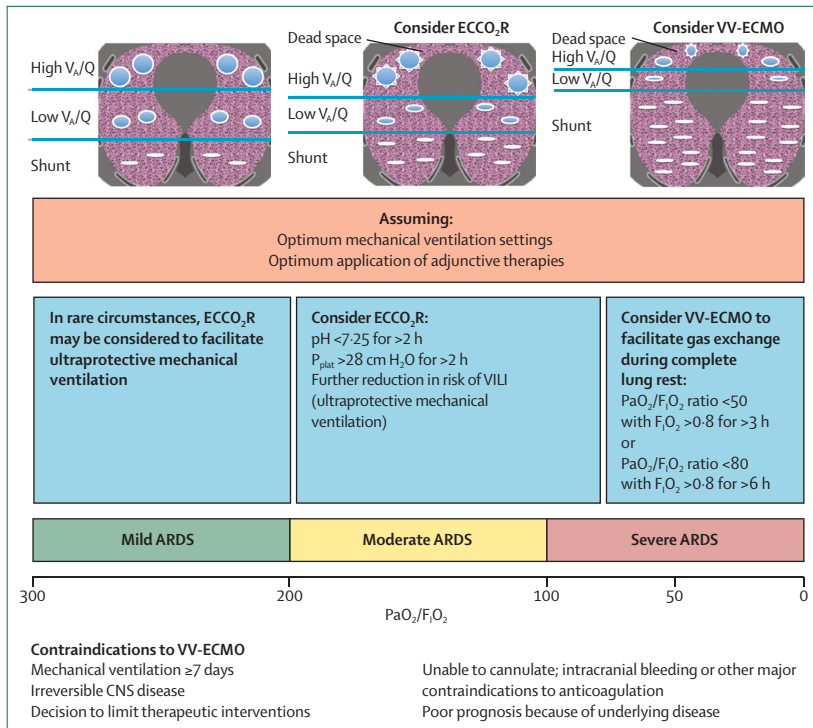 High VA/Q
Low VA/Q
Shunt
Consider ECCO2R
Dead space
High VA/Q
Low VA/Q
Shunt
Consider VV-ECMO
Dead space
High VA/Q
Low VA/Q
Shunt
Assuming:
Optimum mechanical ventilation settings
Optimum application of adjunctive therapies
In rare circumstances, ECCO2R
may be considered to facilitate
ultraprotective mechanical
ventilation
Consider ECCO2R:
pH <7·25 for >2 h
Pplat >28 cm H2O for >2 h
Further reduction in risk of VILI
(ultraprotective mechanical
ventilation)
Consider VV-ECMO to
facilitate gas exchange
during complete
lung rest:
PaO2/FIO2 ratio <50
with FIO2 >0·8 for >3 h
or
PaO2/FIO2 ratio <80
with FIO2 >0·8 for >6 h
Mild ARDS
Moderate ARDS
Severe ARDS
300
200
100
50
0
PaO2/FIO2
Contraindications to VV-ECMO
Mechanical ventilation ≥7 days
Irreversible CNS disease
Decision to limit therapeutic interventions
Unable to cannulate; intracranial bleeding or other major
contraindications to anticoagulation
Poor prognosis because of underlying disease